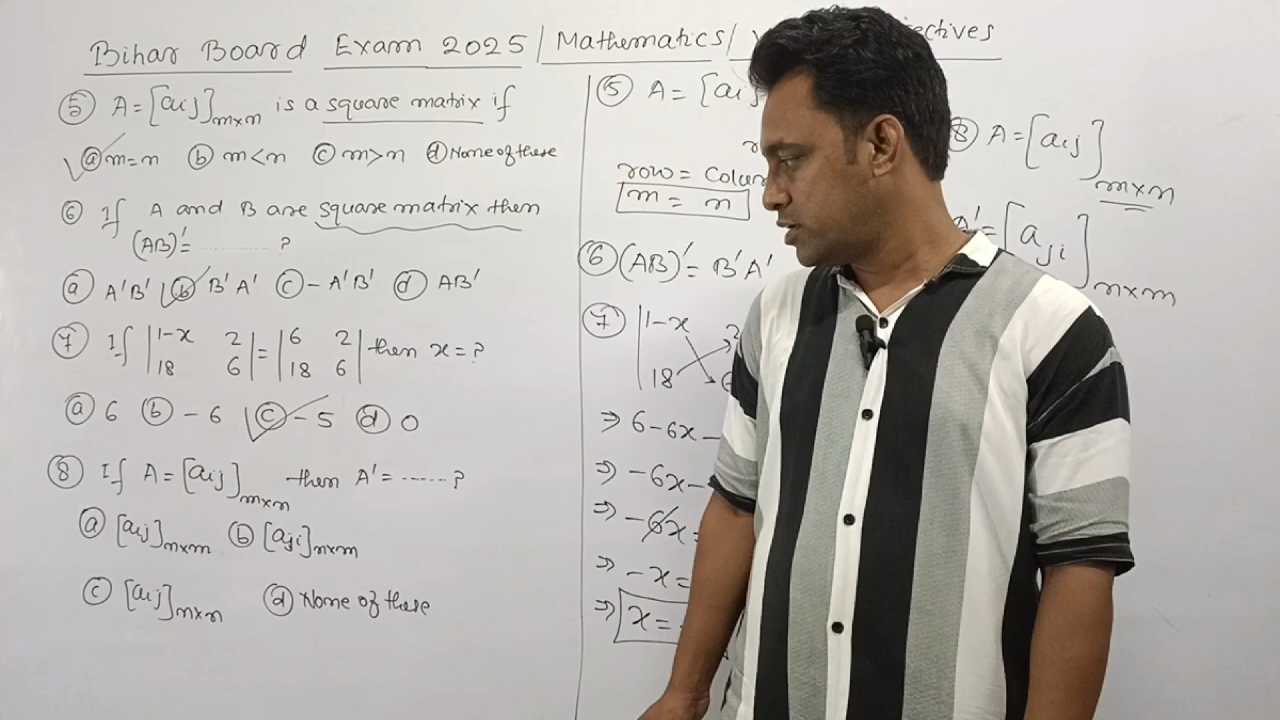 Bihar Board Exam 2025 / Mathematics /
⑤ A = [aij]m×n is a square matrix if
ⓐ m=n ⓑ m<n ⓒ m>n ⓓ None of these
⑥ If A and B are square matrix then
(AB)' = .......... ?
ⓐ A'B' ⓑ B'A' ⓒ -A'B' ⓓ AB'
⑦ If |1-x 2| = |6 2| then x = ?
|18 6| |18 6|
ⓐ 6 ⓑ -6 ⓒ -5 ⓓ 0
⑧ If A = [aij]m×n then A' = ...... ?
ⓐ [aij]n×m ⓑ [aji]n×m
ⓒ [aij]m×n ⓓ None of these
⑤ A = [aij]
row = colum
m = n
⑥ (AB)' = B'A'
⑦ |1-x 2
|18
⇒ 6-6x-
⇒ -6x-
⇒ -6x=
⇒ -x=
⇒ x=-
⑧ A = [aij]m×n
A' = [aji]n×m